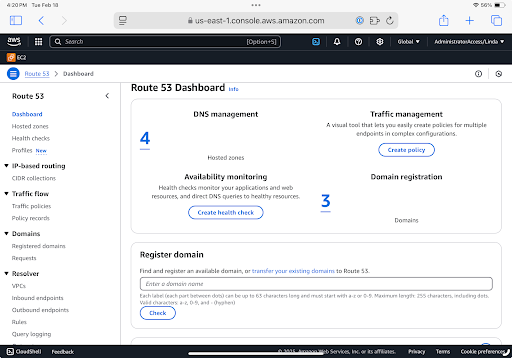 4:20 PM Tue Feb 18
56%
us-east-1.console.aws.amazon.com
aws
Search
[Option+S]
Global
AdministratorAccess/Linda
EC2
Route 53
Dashboard
Route 53
Dashboard
Hosted zones
Health checks
Profiles New
IP-based routing
CIDR collections
Traffic flow
Traffic policies
Policy records
Domains
Registered domains
Requests
Resolver
VPCs
Inbound endpoints
Outbound endpoints
Rules
Query logging
Route 53 Dashboard Info
DNS management
4
Hosted zones
Traffic management
A visual tool that lets you easily create policies for multiple
endpoints in complex configurations.
Create policy
Availability monitoring
Health checks monitor your applications and web
resources, and direct DNS queries to healthy resources.
Create health check
Domain registration
3
Domains
Register domain
Find and register an available domain, or transfer your existing domains to Route 53.
Enter a domain name
Each label (each part between dots) can be up to 63 characters long and must start with a-z or 0-9. Maximum length: 255 characters, including dots.
Valid characters: a-z, 0-9, and - (hyphen)
Check
CloudShell
Feedback
© 2025, Amazon Web Services, Inc. or its affiliates.
Privacy
Terms
Cookie preferences